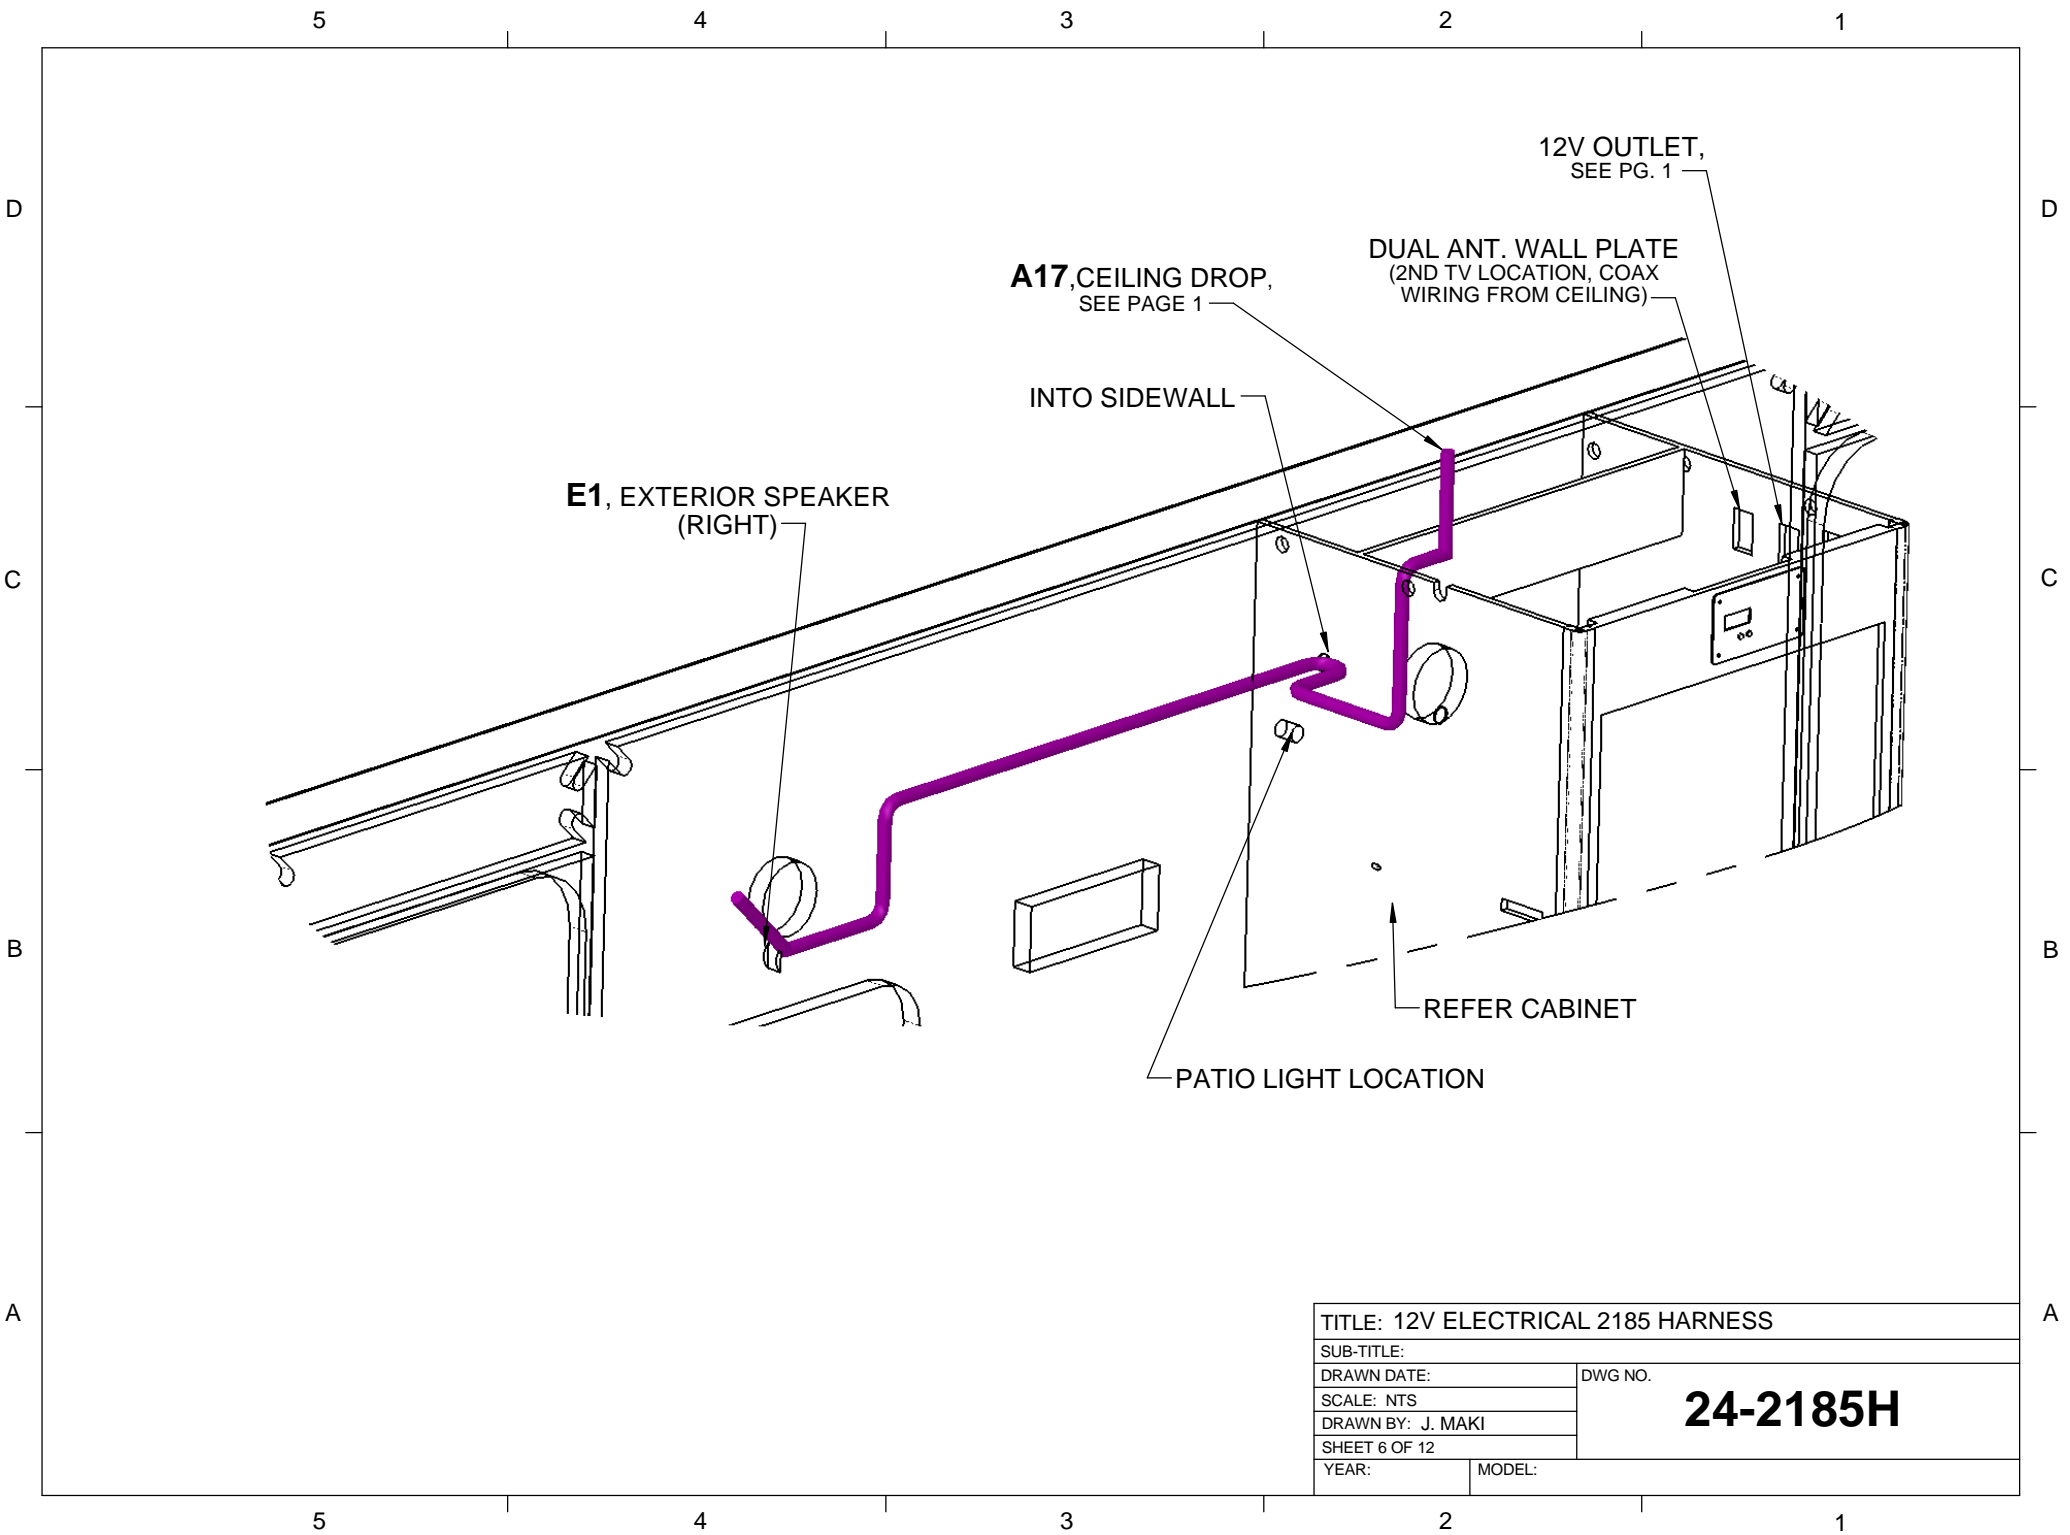 5 4 3 2 1
12V OUTLET,
SEE PG. 1
D D
DUAL ANT. WALL PLATE
(2ND TV LOCATION, COAX
WIRING FROM CEILING)
A17,CEILING DROP,
SEE PAGE 1
INTO SIDEWALL
E1, EXTERIOR SPEAKER
(RIGHT)
C C
B B
REFER CABINET
PATIO LIGHT LOCATION
A A
TITLE: 12V ELECTRICAL 2185 HARNESS
SUB-TITLE:
DRAWN DATE:
SCALE: NTS
DRAWN BY: J. MAKI
SHEET 6 OF 12
DWG NO.
24-2185H
YEAR:
MODEL:
5 4 3 2 1